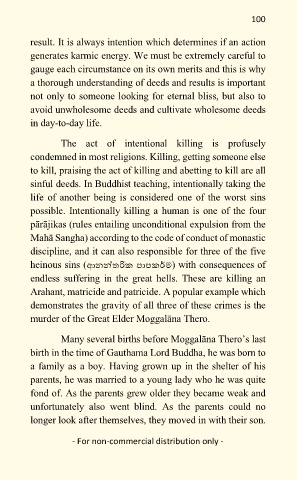 100
result. It is always intention which determines if an action
generates karmic energy. We must be extremely careful to
gauge each circumstance on its own merits and this is why
a thorough understanding of deeds and results is important
not only to someone looking for eternal bliss, but also to
avoid unwholesome deeds and cultivate wholesome deeds
in day-to-day life.
The act of intentional killing is profusely
condemned in most religions. Killing, getting someone else
to kill, praising the act of killing and abetting to kill are all
sinful deeds. In Buddhist teaching, intentionally taking the
life of another being is considered one of the worst sins
possible. Intentionally killing a human is one of the four
pārājikas (rules entailing unconditional expulsion from the
Mahā Sangha) according to the code of conduct of monastic
discipline, and it can also responsible for three of the five
heinous sins (ආනන්තරික පාපකර්ම) with consequences of
endless suffering in the great hells. These are killing an
Arahant, matricide and patricide. A popular example which
demonstrates the gravity of all three of these crimes is the
murder of the Great Elder Moggalāna Thero.
Many several births before Moggalāna Thero’s last
birth in the time of Gauthama Lord Buddha, he was born to
a family as a boy. Having grown up in the shelter of his
parents, he was married to a young lady who he was quite
fond of. As the parents grew older they became weak and
unfortunately also went blind. As the parents could no
longer look after themselves, they moved in with their son.
- For non-commercial distribution only -